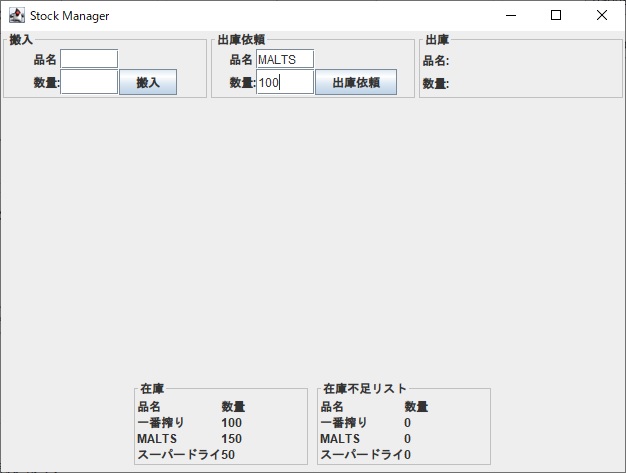 Stock Manager
搬入
品名
数量: 搬入
出庫依頼
品名 MALTS
数量: 100 出庫依頼
出庫
品名:
数量:
在庫
品名 数量
一番搾り 100
MALTS 150
スーパードライ 50
在庫不足リスト
品名 数量
一番搾り 0
MALTS 0
スーパードライ 0